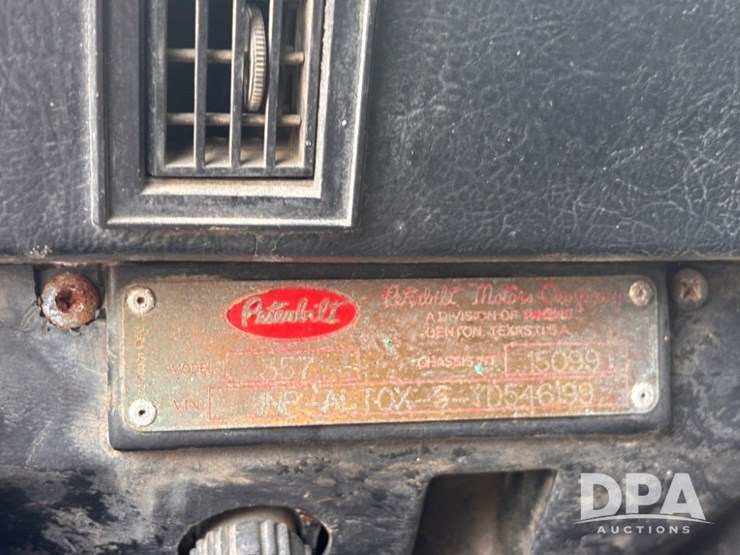 Peterbilt
Peterbilt Motors Company
A DIVISION OF PACCAR
DENTON, TEXAS U.S.A.
MODEL 357
CHASSIS NO 15099
VIN
DPA
AUCTIONS